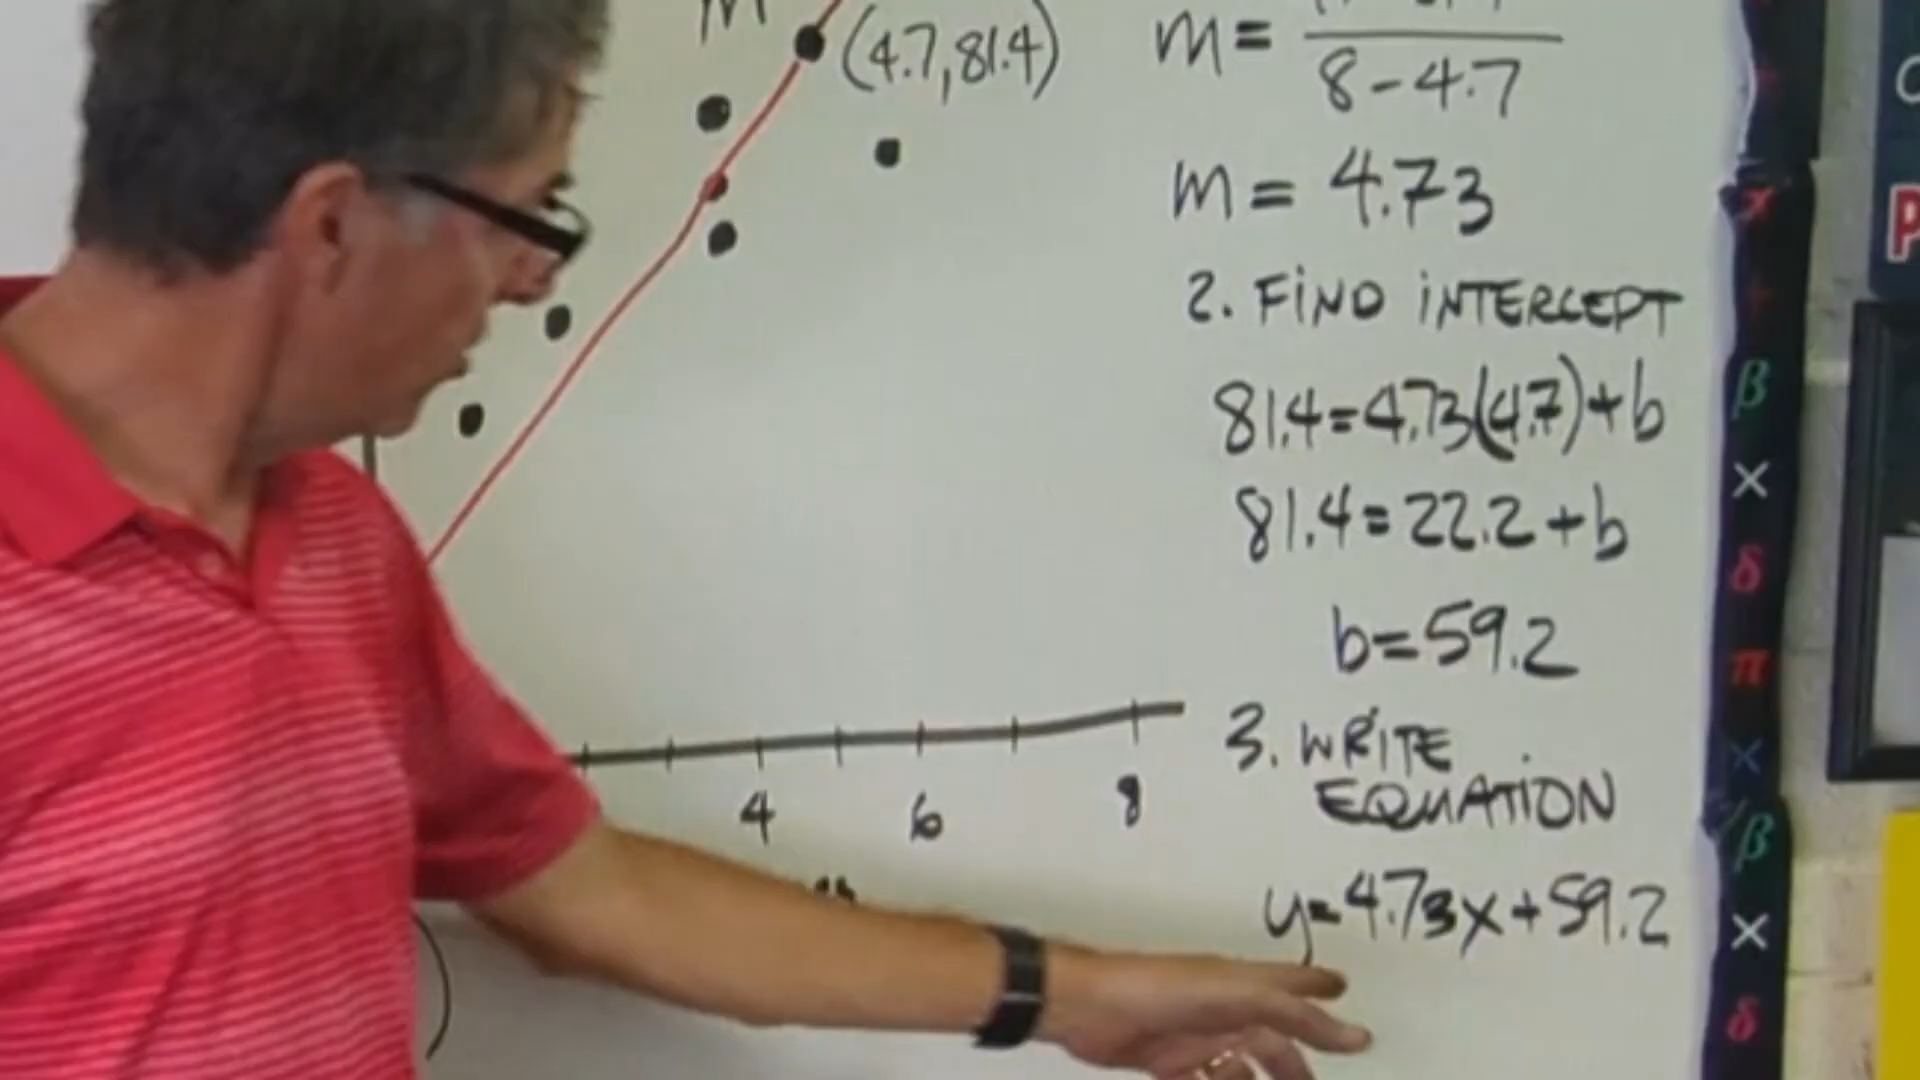 m
(4.7,81.4)
m =
8-4.7
m = 4.73
2. FIND INTERCEPT
81.4=4.73(4.7)+b
81.4=22.2+b
b=59.2
3. WRITE
EQUATION
y=4.73x+59.2
4 6 8
π
+
β
×
δ
π
×
β
×
δ
P